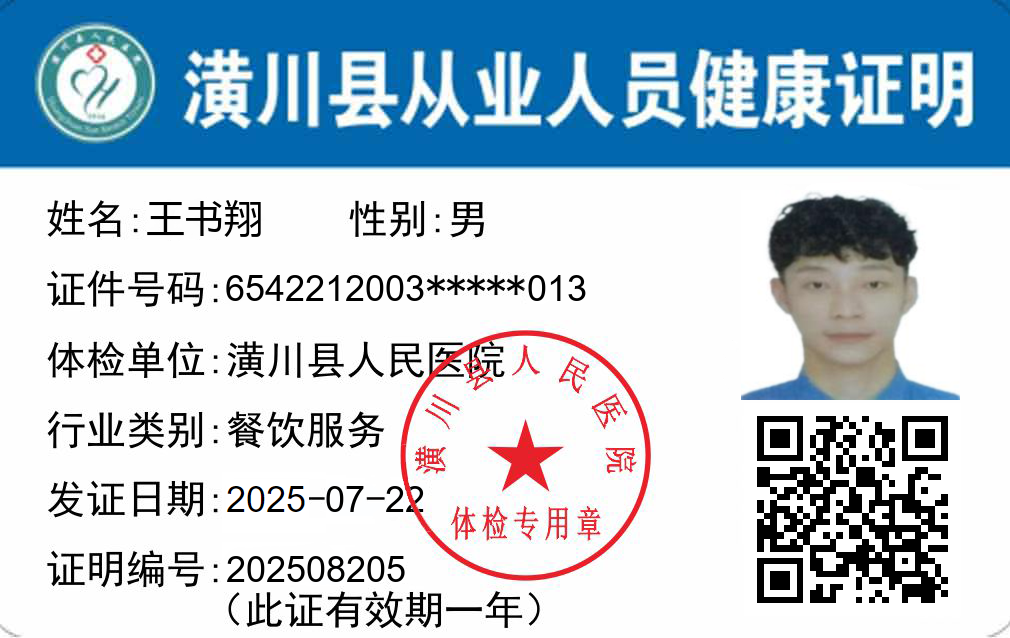 潢川县从业人员健康证明
姓名:王书翔 性别:男
证件号码:6542212003*****013
体检单位:潢川县人民医院
行业类别:餐饮服务
发证日期:2025-07-22
证明编号:202508205
(此证有效期一年)
潢川县人民医院
体检专用章